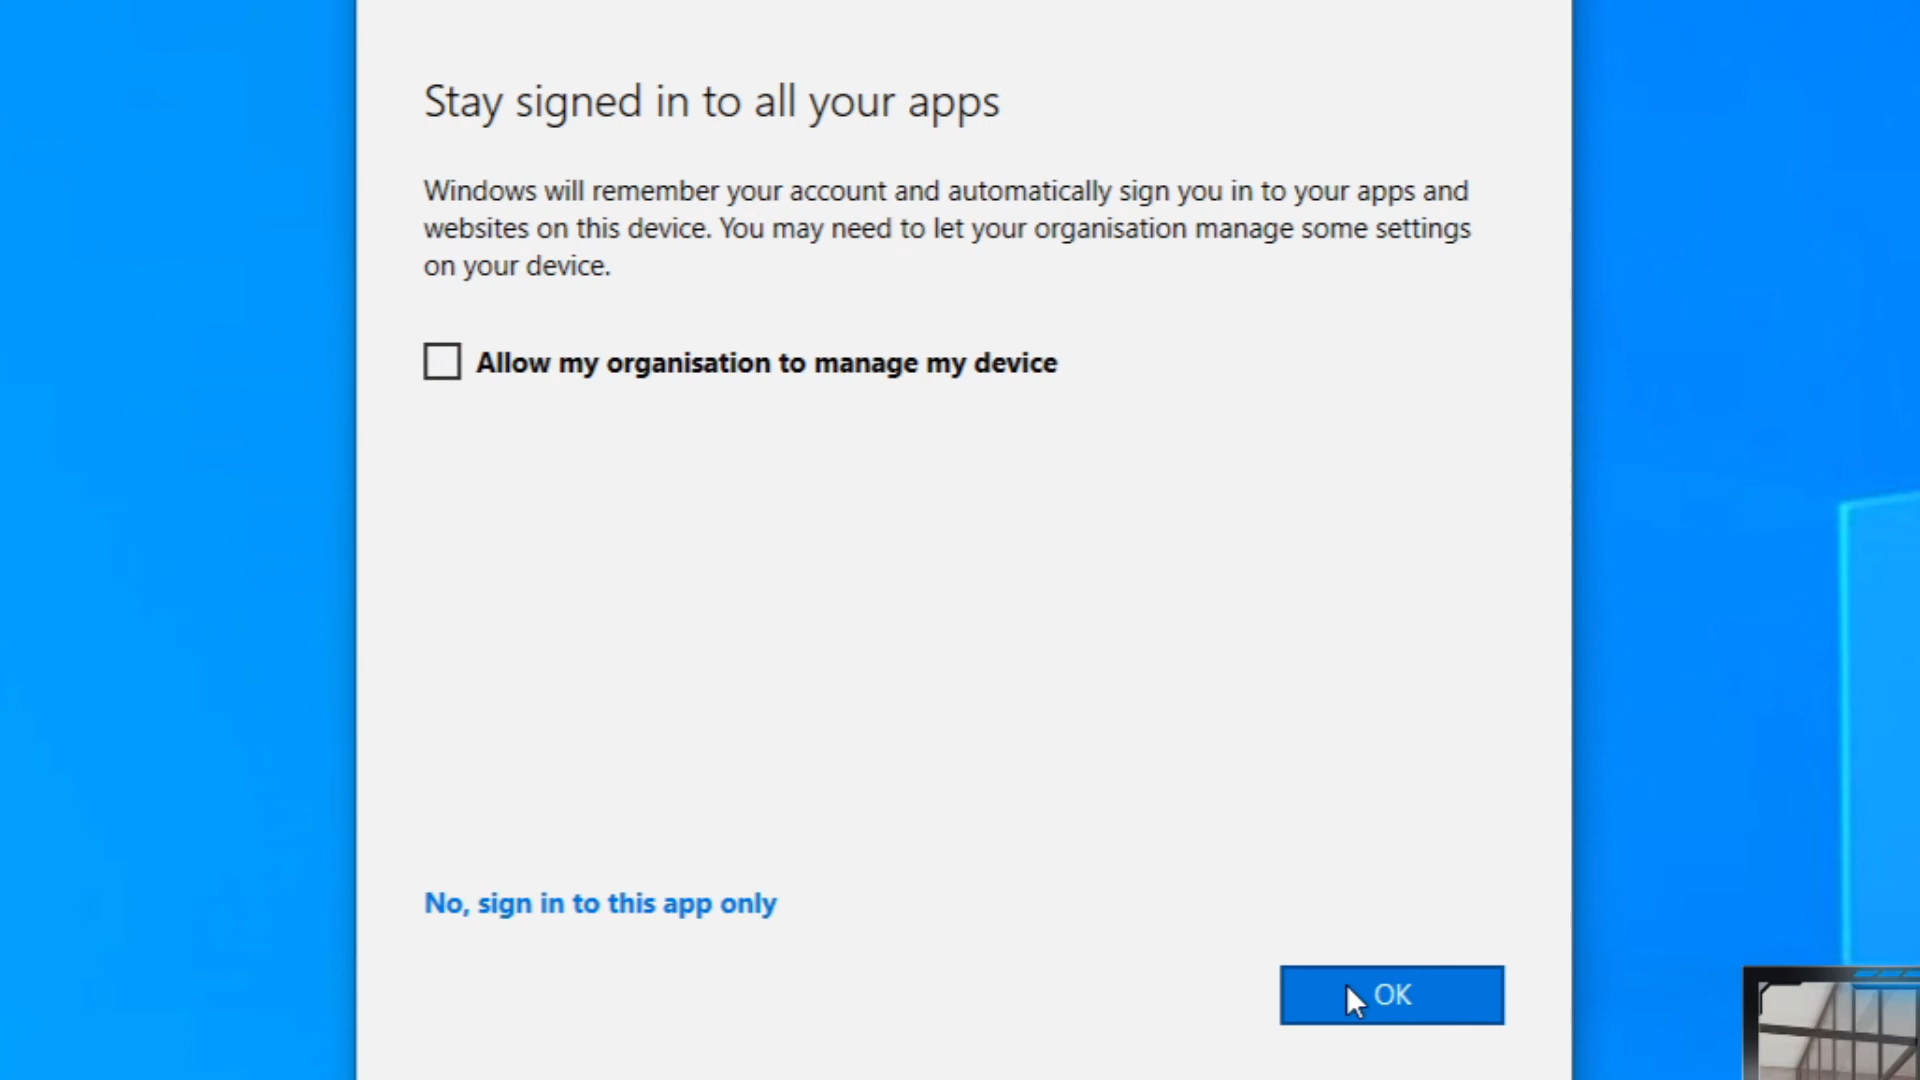 Stay signed in to all your apps
Windows will remember your account and automatically sign you in to your apps and
websites on this device. You may need to let your organisation manage some settings
on your device.
Allow my organisation to manage my device
No, sign in to this app only
OK